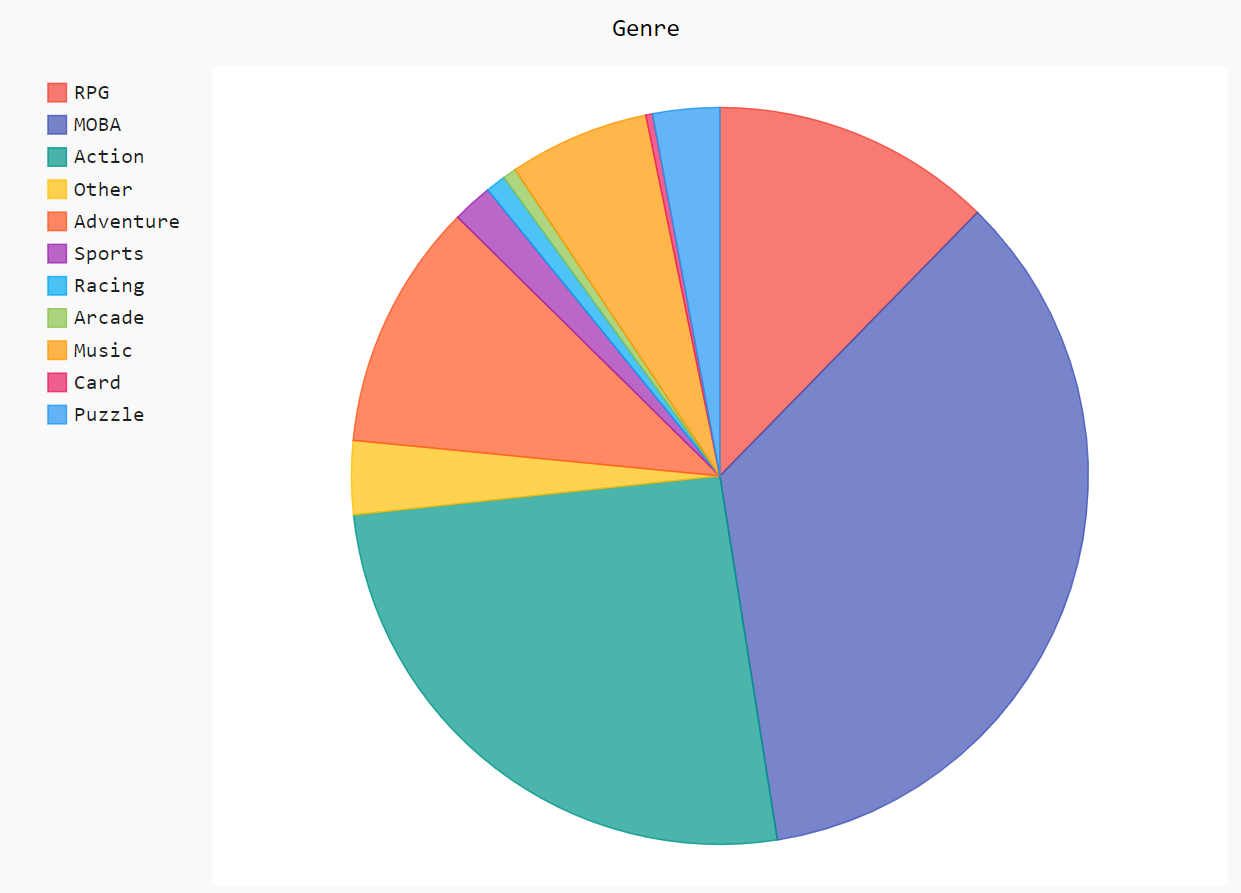 Genre
RPG
MOBA
Action
Other
Adventure
Sports
Racing
Arcade
Music
Card
Puzzle